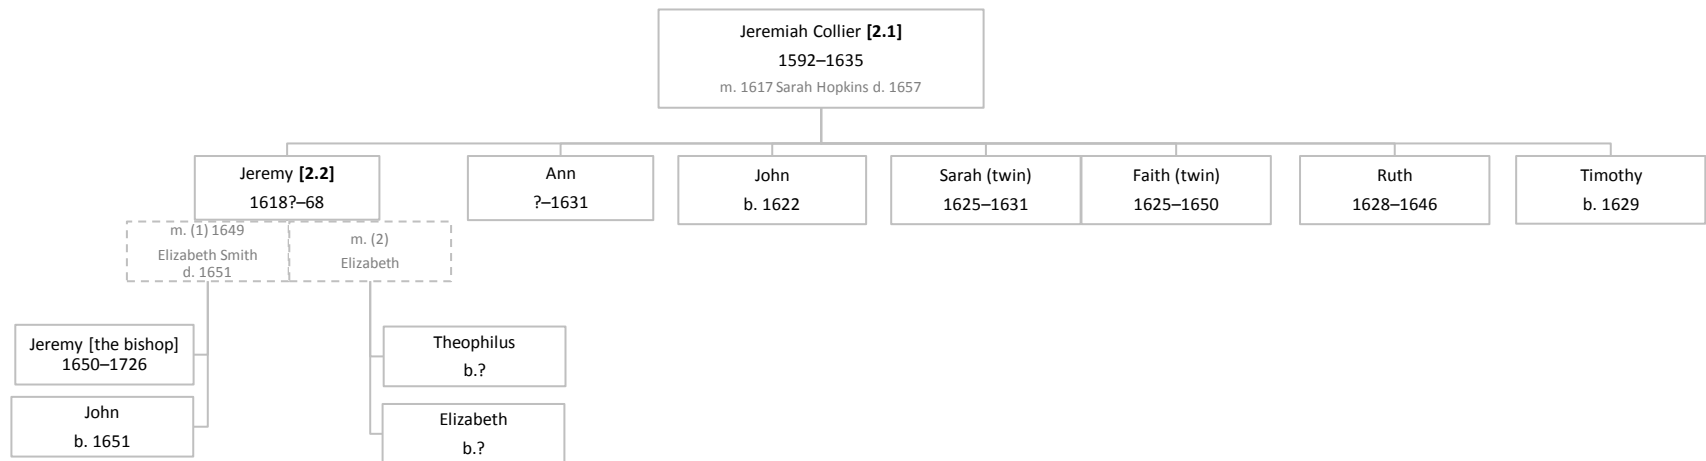 Jeremiah Collier [2.1]
1592–1635
m. 1617 Sarah Hopkins d. 1657
Jeremy [2.2]
1618?–68
Ann
?–1631
John
b. 1622
Sarah (twin)
1625–1631
Faith (twin)
1625–1650
Ruth
1628–1646
Timothy
b. 1629
m. (1) 1649
Elizabeth Smith
d. 1651
m. (2)
Elizabeth
Jeremy [the bishop]
1650–1726
John
b. 1651
Theophilus
b.?
Elizabeth
b.?